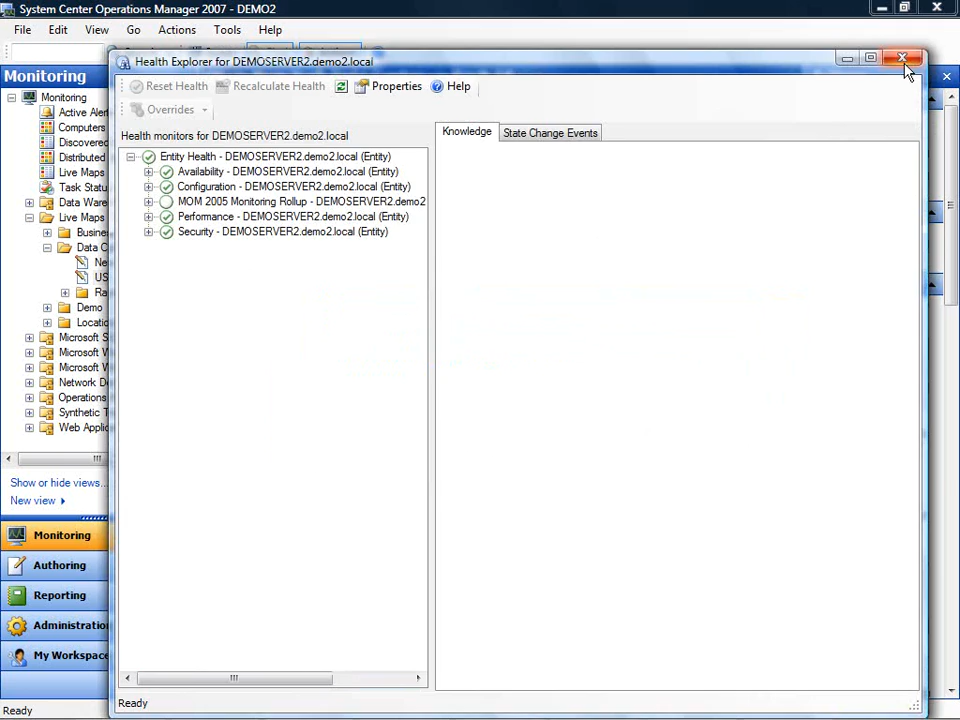 System Center Operations Manager 2007 - DEMO2
File Edit View Go Actions Tools Help
Health Explorer for DEMOSERVER2.demo2.local
Monitoring
Reset Health Recalculate Health Properties Help
Overrides
Monitoring
Active Aler
Computers
Discovered
Distributed
Live Maps
Task Statu
Data Ware
Live Maps
Busine
Data C
Ne
US
Ra
Demo
Locatio
Microsoft S
Microsoft W
Microsoft W
Network De
Operations
Synthetic T
Web Applic
Health monitors for DEMOSERVER2.demo2.local
Entity Health - DEMOSERVER2.demo2.local (Entity)
Availability - DEMOSERVER2.demo2.local (Entity)
Configuration - DEMOSERVER2.demo2.local (Entity)
MOM 2005 Monitoring Rollup - DEMOSERVER2.demo2
Performance - DEMOSERVER2.demo2.local (Entity)
Security - DEMOSERVER2.demo2.local (Entity)
Knowledge State Change Events
Show or hide views...
New view
Monitoring
Authoring
Reporting
Administratio
My Workspace
Ready
Ready